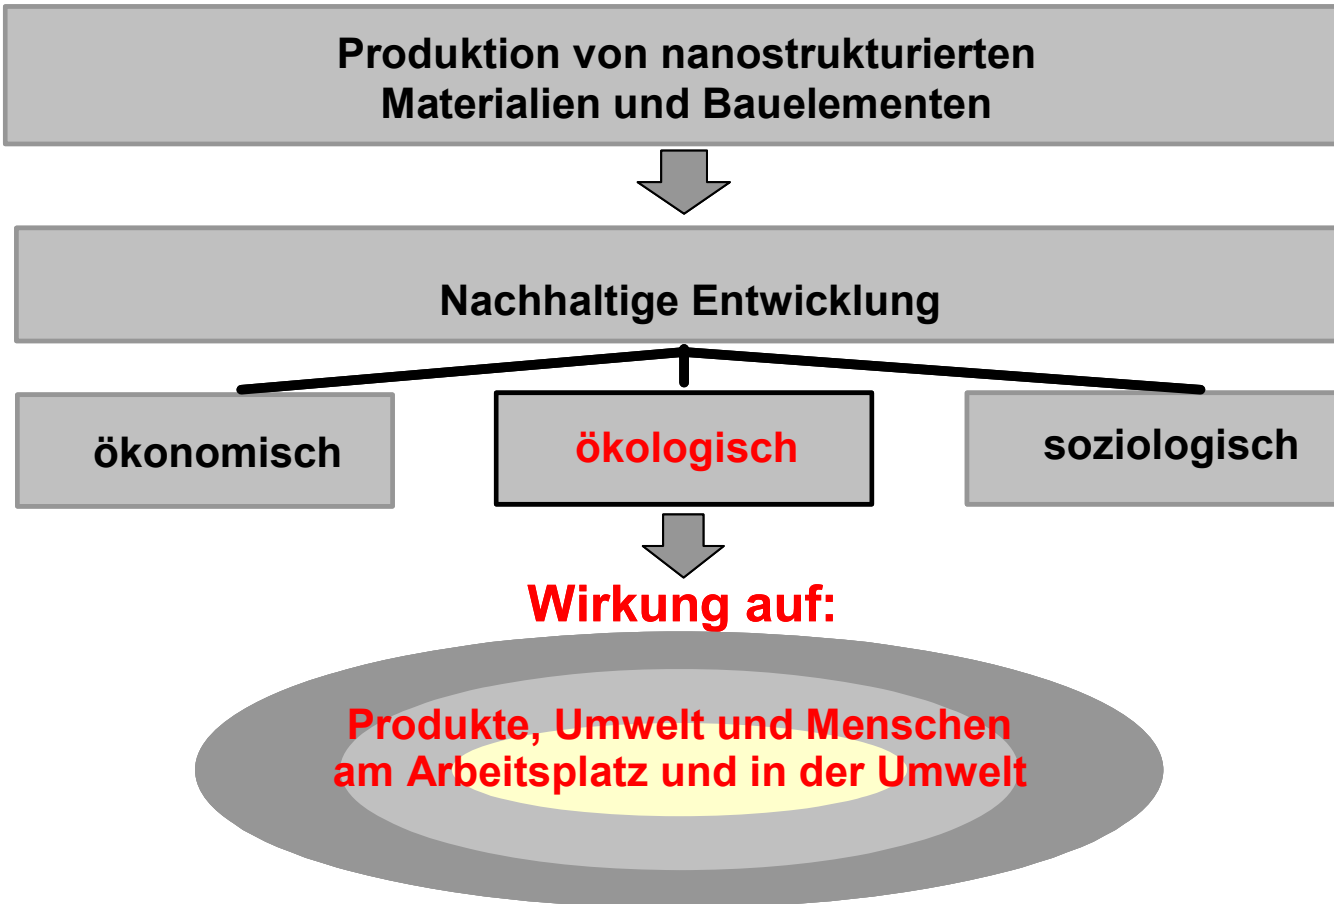 Produktion von nanostrukturierten
Materialien und Bauelementen
Nachhaltige Entwicklung
ökonomisch
ökologisch
soziologisch
Wirkung auf:
Produkte, Umwelt und Menschen
am Arbeitsplatz und in der Umwelt